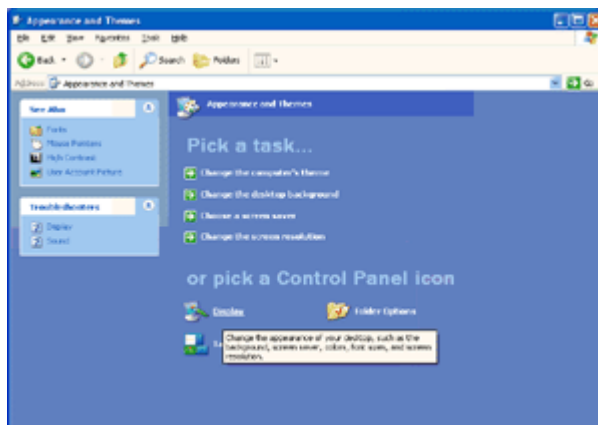 Appearance and Themes
File Edit View Favorites Tools Help
Back Search Folders
Address Appearance and Themes
See Also
Fonts
Mouse Pointers
High Contrast
User Account Picture
Troubleshooters
Display
Sound
Appearance and Themes
Pick a task...
Change the computer's theme
Change the desktop background
Choose a screen saver
Change the screen resolution
or pick a Control Panel icon
Display
Folder Options
Change the appearance of your desktop, such as the
background, screen saver, colors, font sizes, and screen
resolution.